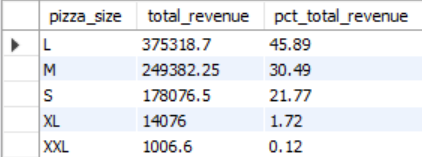 pizza_size total_revenue pct_total_revenue
L 375318.7 45.89
M 249382.25 30.49
S 178076.5 21.77
XL 14076 1.72
XXL 1006.6 0.12